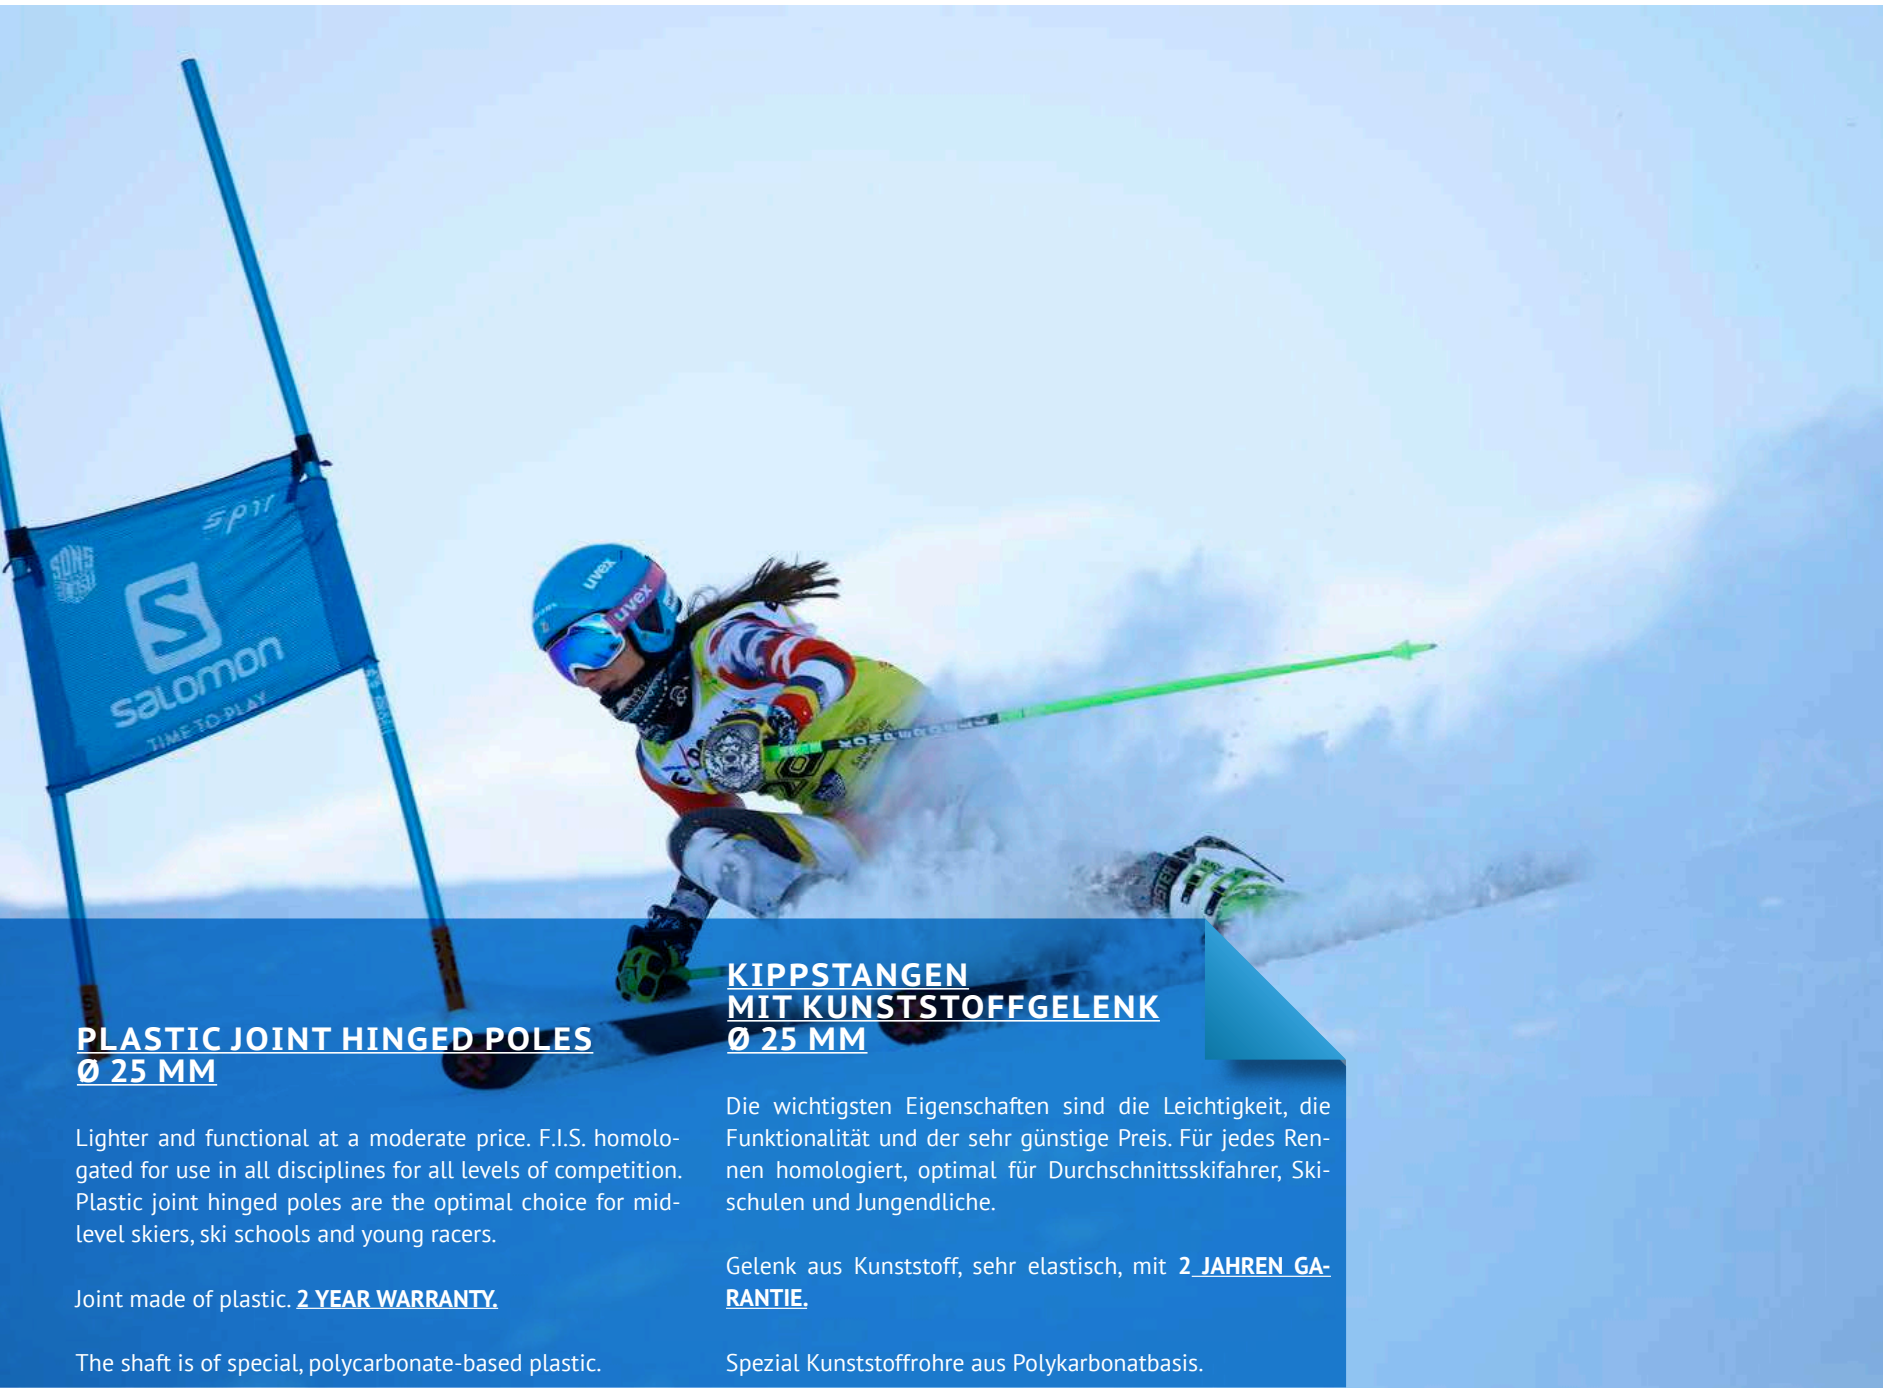 spm
SALOMON
TIME TO PLAY
uvex
uvex
KOMPERDELL
PLASTIC JOINT HINGED POLES
Ø 25 MM
Lighter and functional at a moderate price. F.I.S. homolo-
gated for use in all disciplines for all levels of competition.
Plastic joint hinged poles are the optimal choice for mid-
level skiers, ski schools and young racers.
Joint made of plastic. 2 YEAR WARRANTY.
The shaft is of special, polycarbonate-based plastic.
KIPPSTANGEN
MIT KUNSTSTOFFGELENK
Ø 25 MM
Die wichtigsten Eigenschaften sind die Leichtigkeit, die
Funktionalität und der sehr günstige Preis. Für jedes Ren-
nen homologiert, optimal für Durchschnittsskifahrer, Ski-
schulen und Jungendliche.
Gelenk aus Kunststoff, sehr elastisch, mit 2 JAHREN GA-
RANTIE.
Spezial Kunststoffrohre aus Polykarbonatbasis.